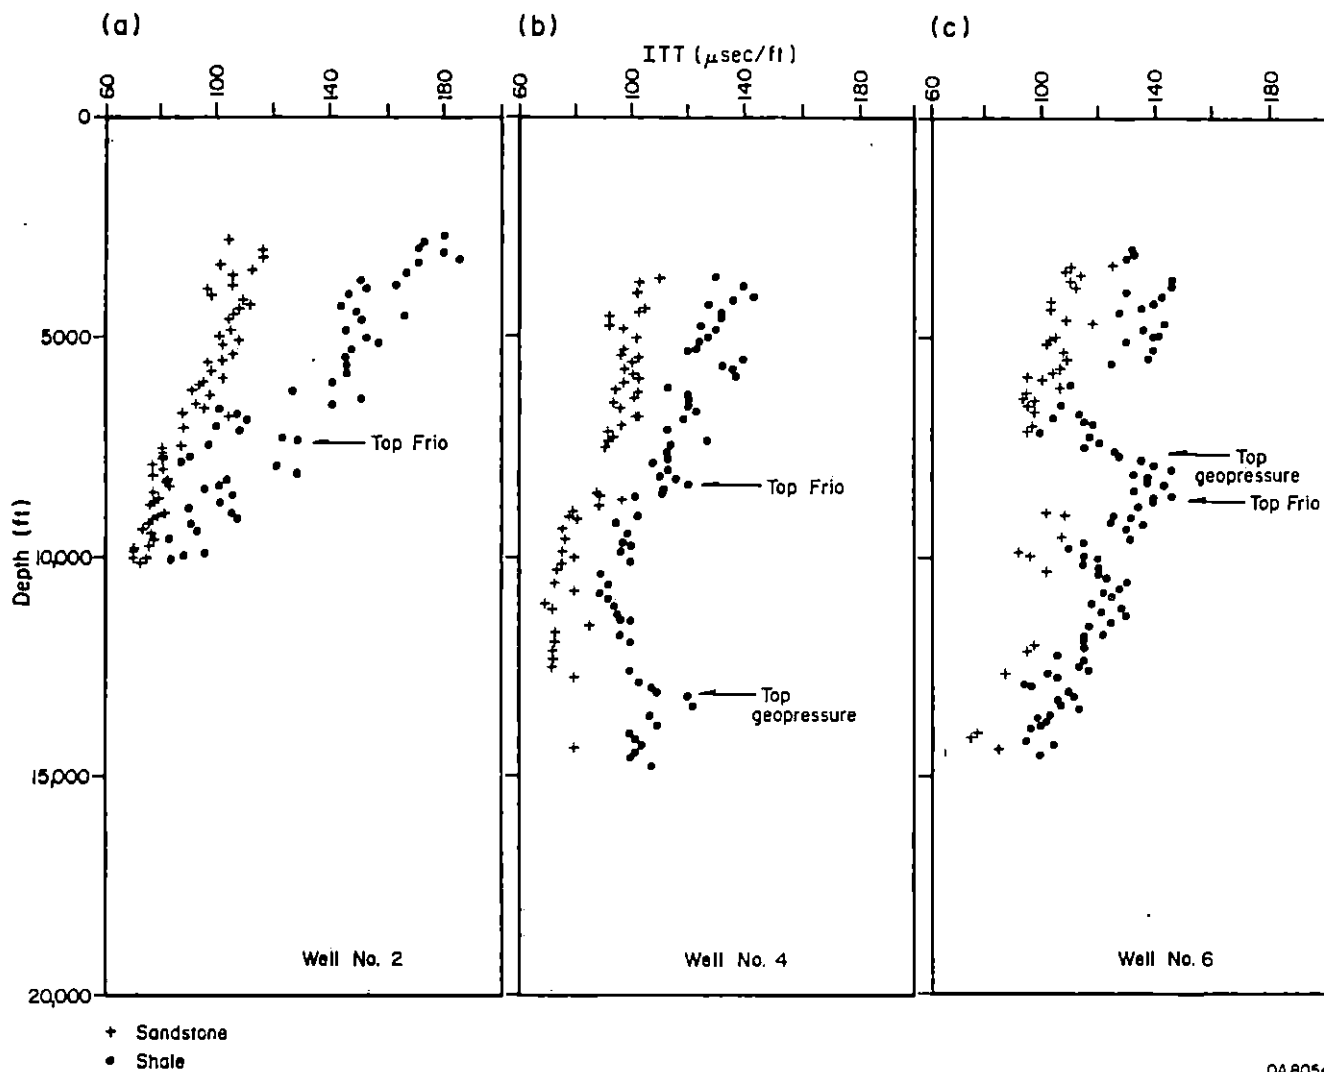 (a)
(b)
(c)
ITT (μsec/ft)
60 100 140 180
60 100 140
60 100 140 180
0
5000
10,000
15,000
20,000
Depth (ft)
Top Frio
Top Frio
Top geopressure
Top geopressure
Top Frio
Well No. 2
Well No. 4
Well No. 6
+ Sandstone
● Shale